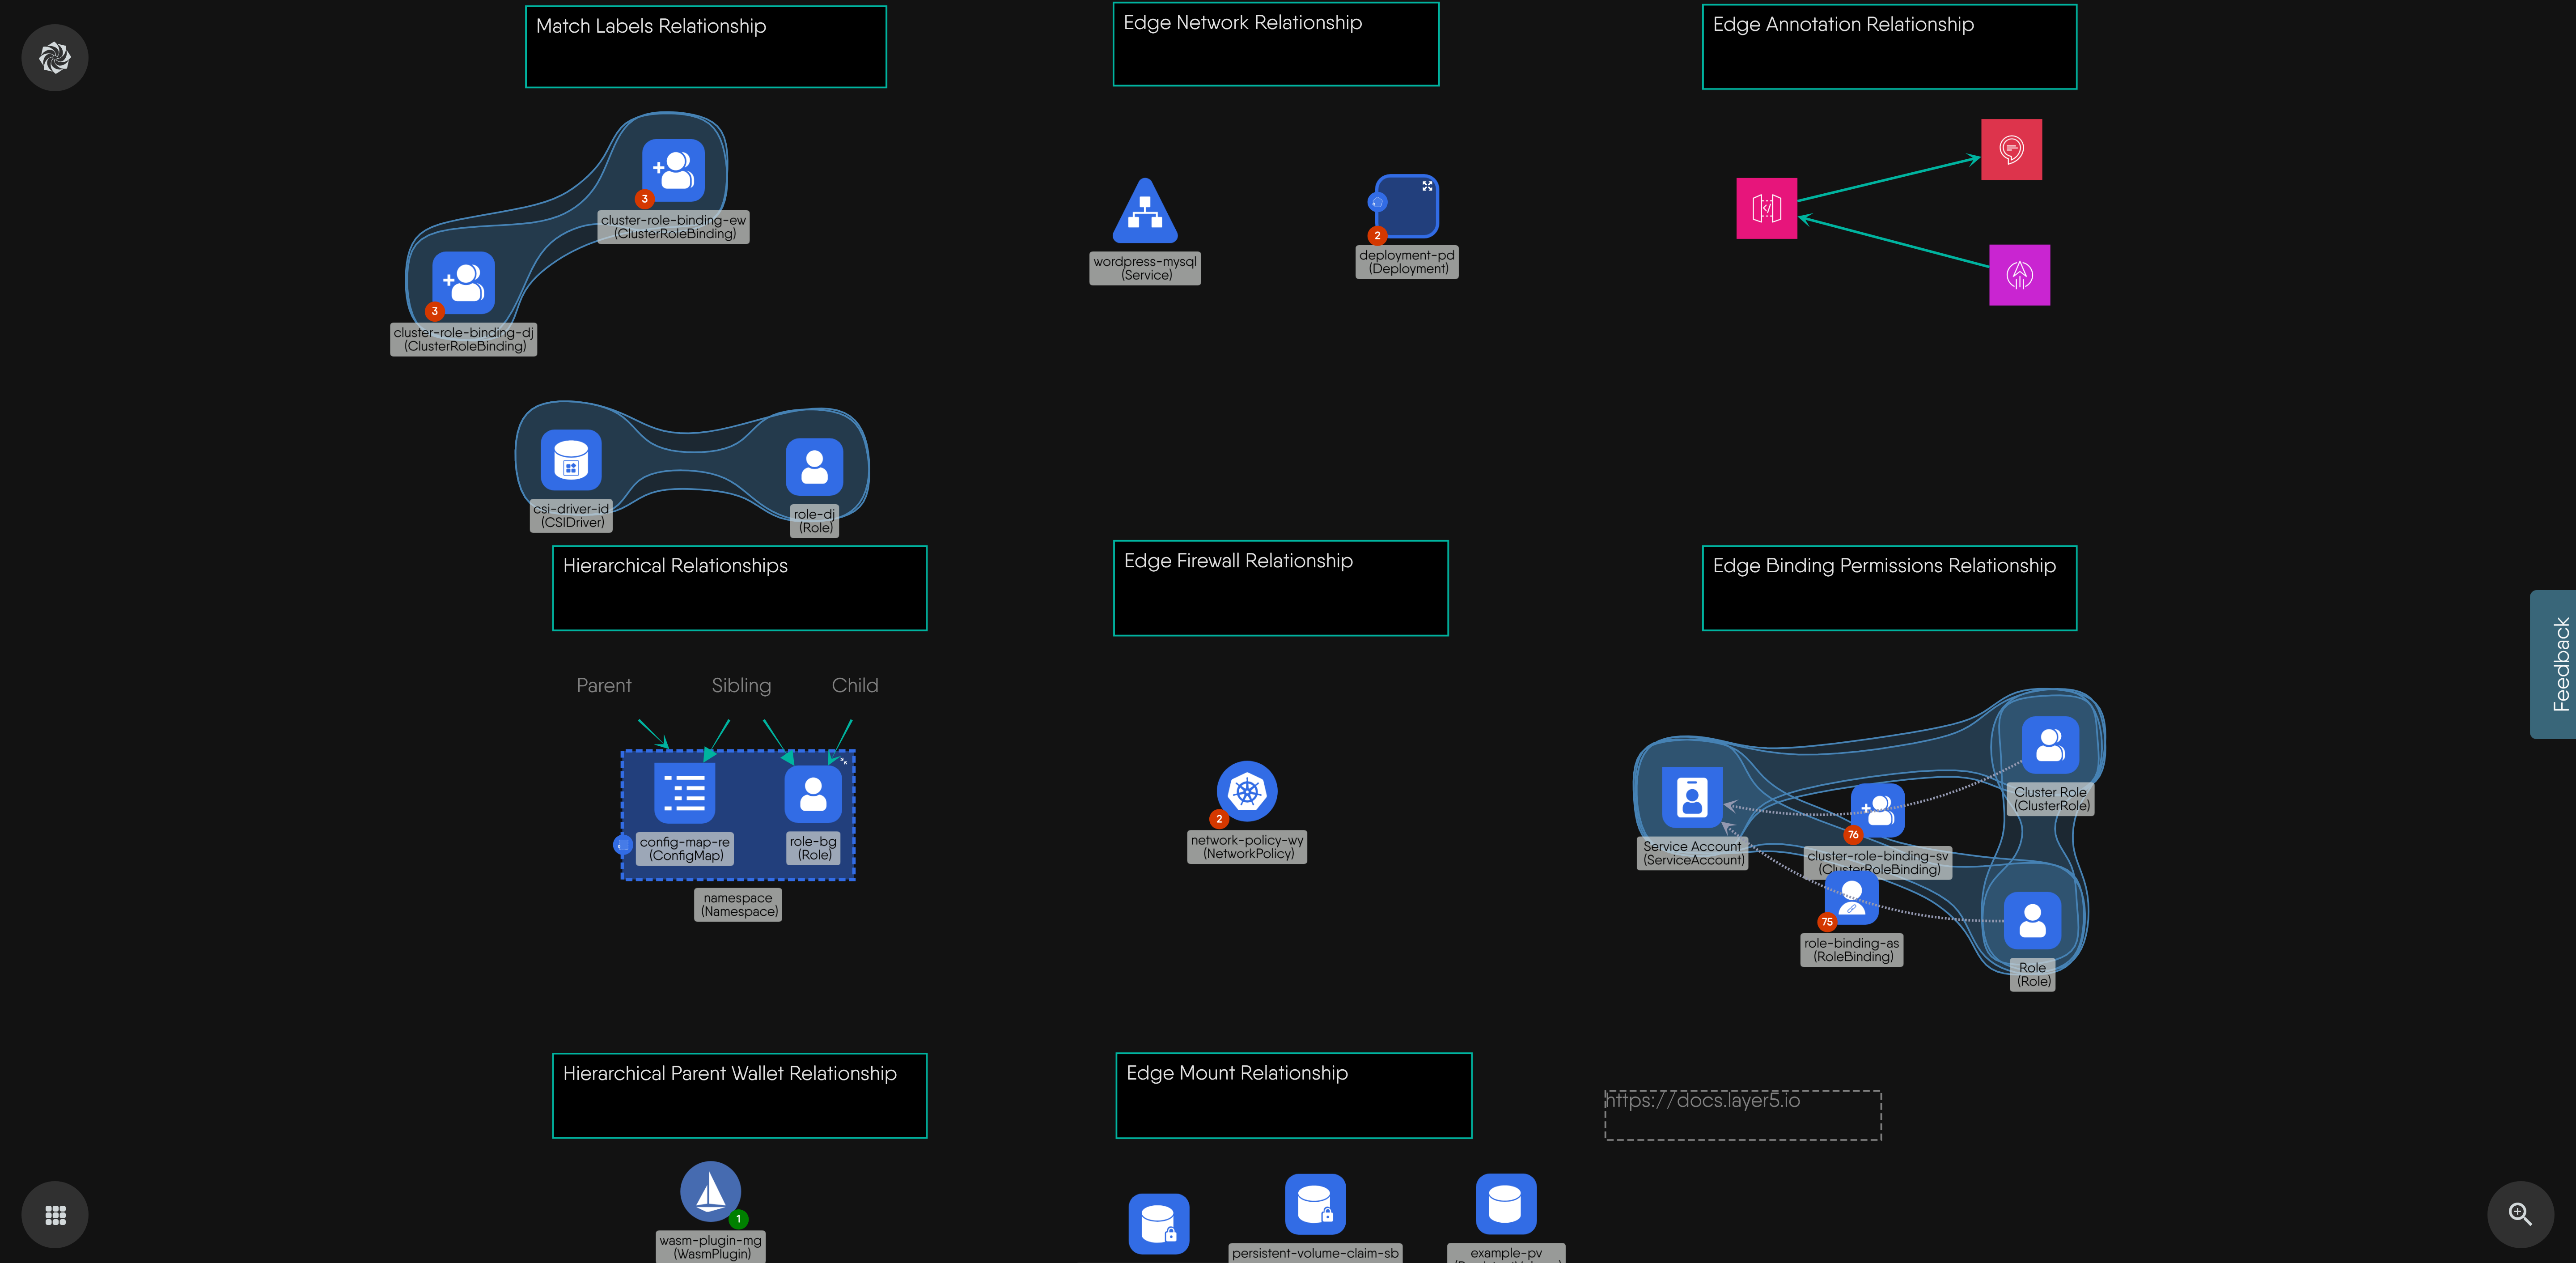 Match Labels Relationship
Edge Network Relationship
Edge Annotation Relationship
3
cluster-role-binding-ew
(ClusterRoleBinding)
3
cluster-role-binding-dj
(ClusterRoleBinding)
wordpress-mysql
(Service)
2
deployment-pd
(Deployment)
csi-driver-id
(CSIDriver)
role-dj
(Role)
Hierarchical Relationships
Edge Firewall Relationship
Edge Binding Permissions Relationship
Feedback
Parent
Sibling
Child
config-map-re
(ConfigMap)
role-bg
(Role)
namespace
(Namespace)
2
network-policy-wy
(NetworkPolicy)
Cluster Role
(ClusterRole)
Service Account
(ServiceAccount)
76
cluster-role-binding-sv
(ClusterRoleBinding)
75
role-binding-as
(RoleBinding)
Role
(Role)
Hierarchical Parent Wallet Relationship
Edge Mount Relationship
https://docs.layer5.io
1
wasm-plugin-mg
(WasmPlugin)
persistent-volume-claim-sb
example-pv